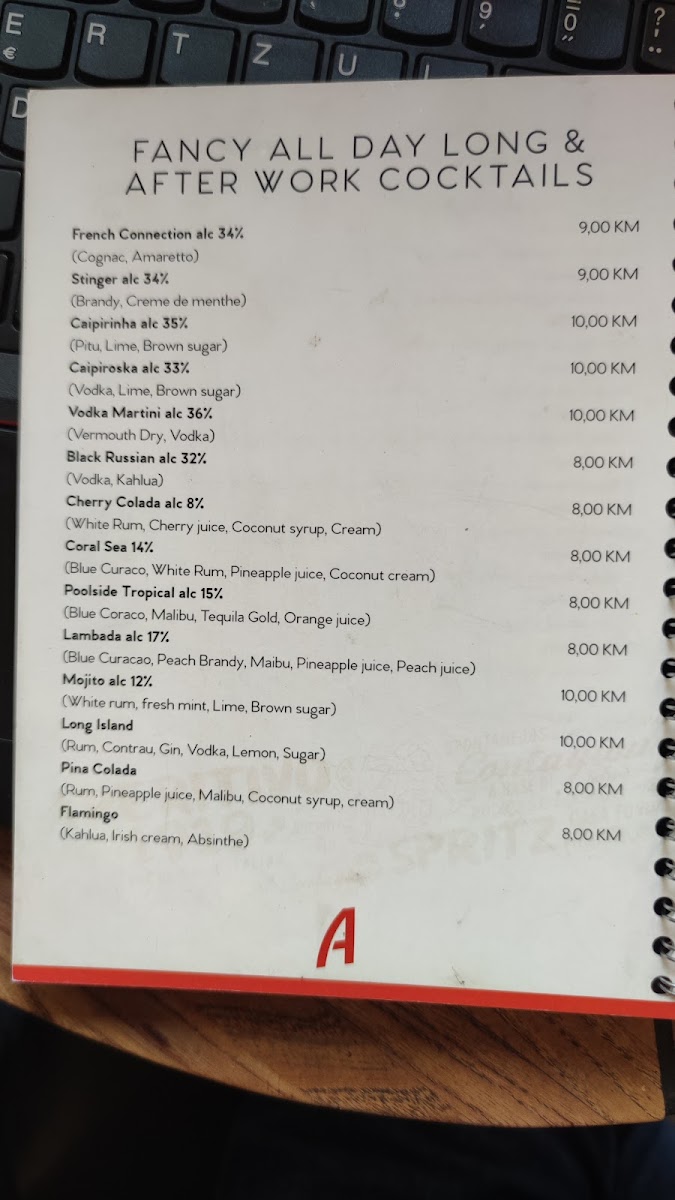 E
€
R
T
Z
U
9
0
?
D
FANCY ALL DAY LONG &
AFTER WORK COCKTAILS
French Connection alc 34% 9,00 KM
(Cognac, Amaretto)
Stinger alc 34% 9,00 KM
(Brandy, Creme de menthe)
Caipirinha alc 35% 10,00 KM
(Pitu, Lime, Brown sugar)
Caipiroska alc 33% 10,00 KM
(Vodka, Lime, Brown sugar)
Vodka Martini alc 36% 10,00 KM
(Vermouth Dry, Vodka)
Black Russian alc 32% 8,00 KM
(Vodka, Kahlua)
Cherry Colada alc 8% 8,00 KM
(White Rum, Cherry juice, Coconut syrup, Cream)
Coral Sea 14% 8,00 KM
(Blue Curaco, White Rum, Pineapple juice, Coconut cream)
Poolside Tropical alc 15% 8,00 KM
(Blue Coraco, Malibu, Tequila Gold, Orange juice)
Lambada alc 17% 8,00 KM
(Blue Curacao, Peach Brandy, Maibu, Pineapple juice, Peach juice)
Mojito alc 12% 10,00 KM
(White rum, fresh mint, Lime, Brown sugar)
Long Island 10,00 KM
(Rum, Contrau, Gin, Vodka, Lemon, Sugar)
Pina Colada 8,00 KM
(Rum, Pineapple juice, Malibu, Coconut syrup, cream)
Flamingo 8,00 KM
(Kahlua, Irish cream, Absinthe)
SPRITZ
A